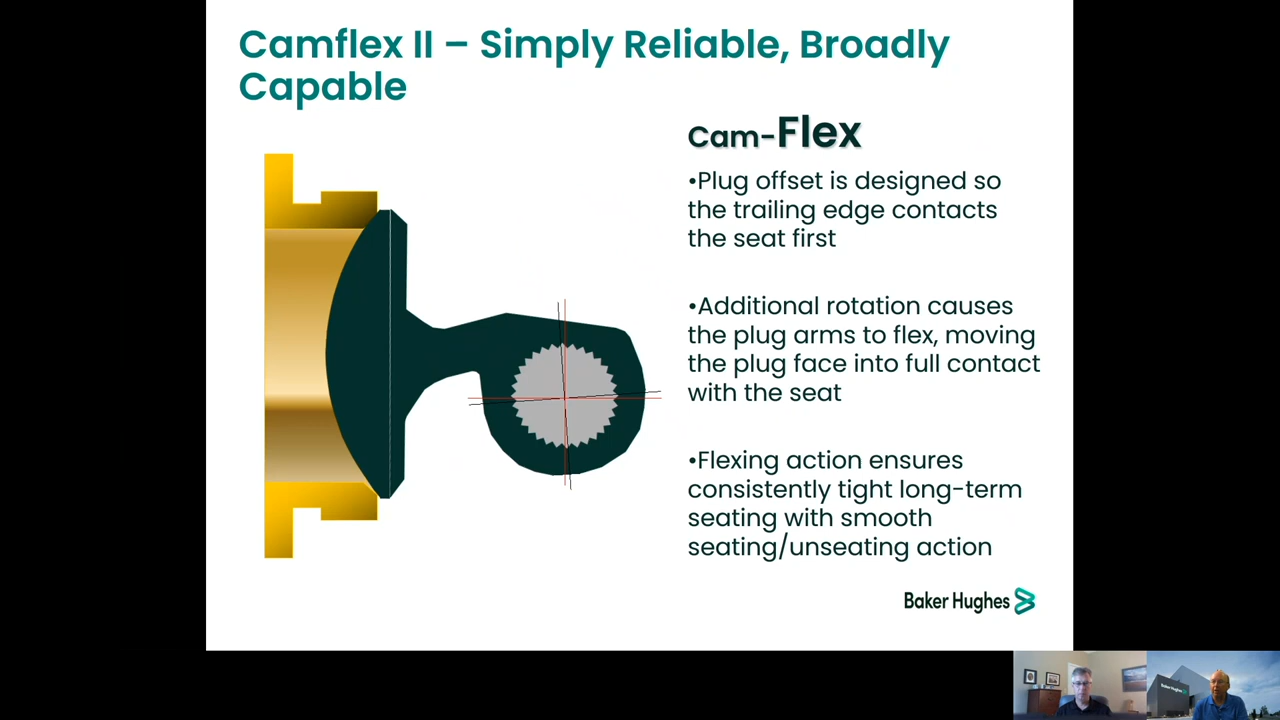 Camflex II – Simply Reliable, Broadly
Capable
Cam-Flex
•Plug offset is designed so
the trailing edge contacts
the seat first
•Additional rotation causes
the plug arms to flex, moving
the plug face into full contact
with the seat
•Flexing action ensures
consistently tight long-term
seating with smooth
seating/unseating action
Baker Hughes
Baker Hughes